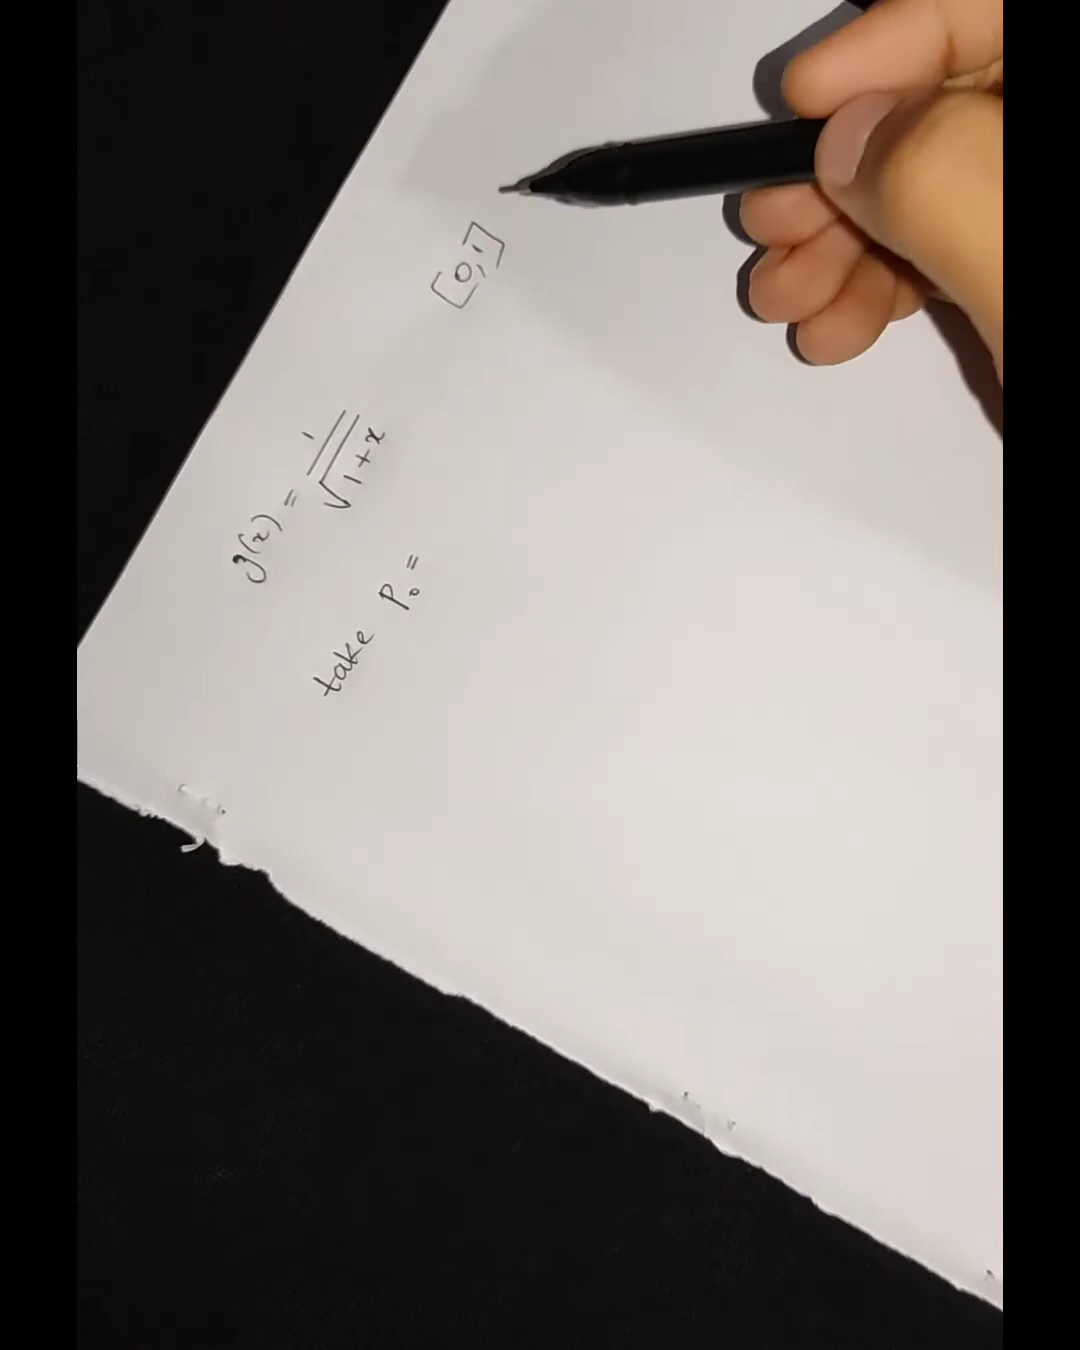 g(x) = 1/√(1+x) [0,1]
take P₀ =